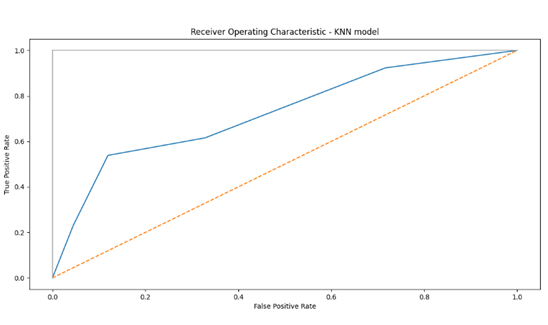 Receiver Operating Characteristic - KNN model
1.0
0.8
0.6
0.4
0.2
0.0
True Positive Rate
0.0 0.2 0.4 0.6 0.8 1.0
False Positive Rate